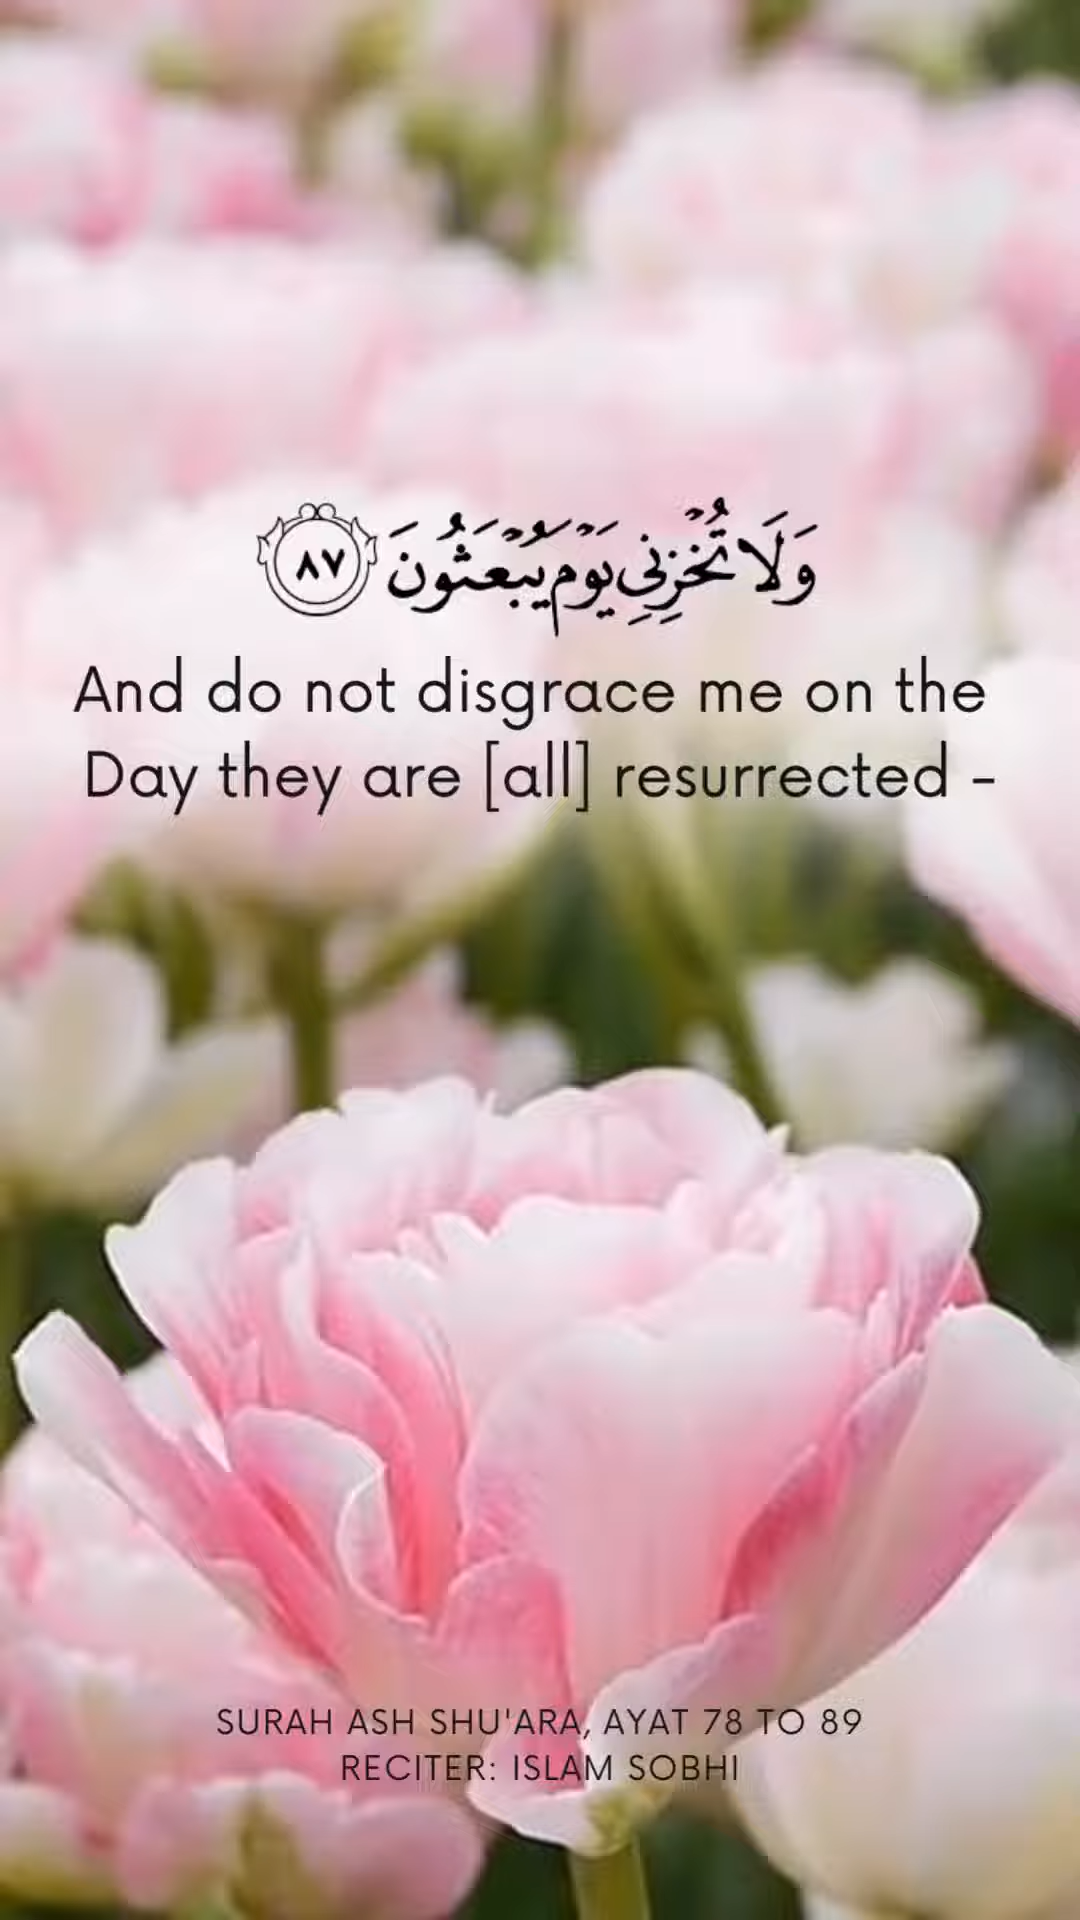 وَلَا تُخْزِنِي يَوْمَ يُبْعَثُونَ ٨٧
And do not disgrace me on the
Day they are [all] resurrected -
SURAH ASH SHU'ARA, AYAT 78 TO 89
RECITER: ISLAM SOBHI